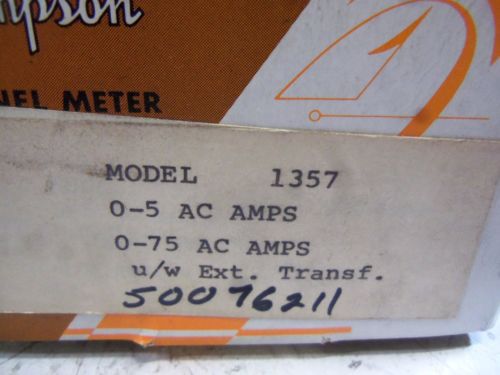 mpson
NEL METER
MODEL 1357
0-5 AC AMPS
0-75 AC AMPS
u/w Ext. Transf.
50076211